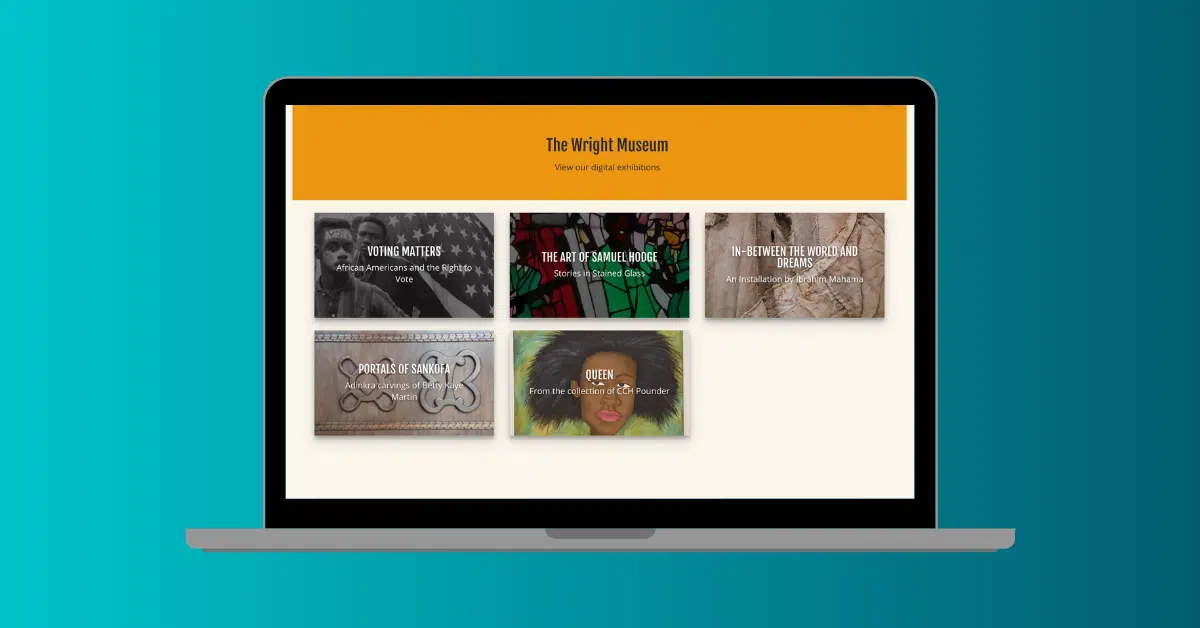 The Wright Museum
View our digital exhibitions
VOTING MATTERS
African Americans and the Right to
Vote
THE ART OF SAMUEL HODGE
Stories in Stained Glass
IN-BETWEEN THE WORLD AND
DREAMS
An Installation by Ibrahim Mahama
PORTALS OF SANKOFA
Adinkra carvings of Betty Kaye
Martin
QUEEN
From the collection of CCH Pounder